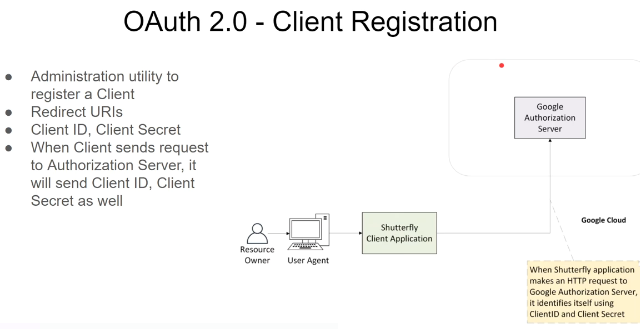 OAuth 2.0 - Client Registration
● Administration utility to
register a Client
● Redirect URIs
● Client ID, Client Secret
● When Client sends request
to Authorization Server, it
will send Client ID, Client
Secret as well
Google
Authorization
Server
Google Cloud
Shutterfly
Client Application
Resource
Owner
User Agent
When Shutterfly application
makes an HTTP request to
Google Authorization Server,
it identifies itself using
ClientID and Client Secret